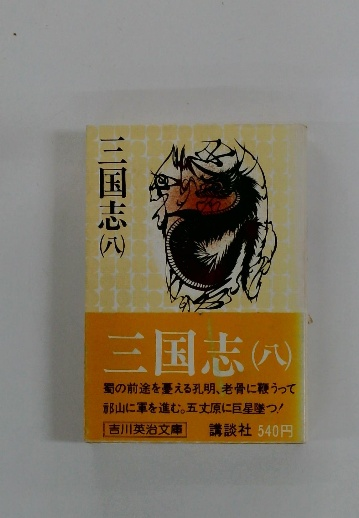 三国志
(八)
三国志(八)
蜀の前途を憂える孔明、老骨に鞭うって
祁山に軍を進む。五丈原に巨星墜つ!
吉川英治文庫 講談社 540円